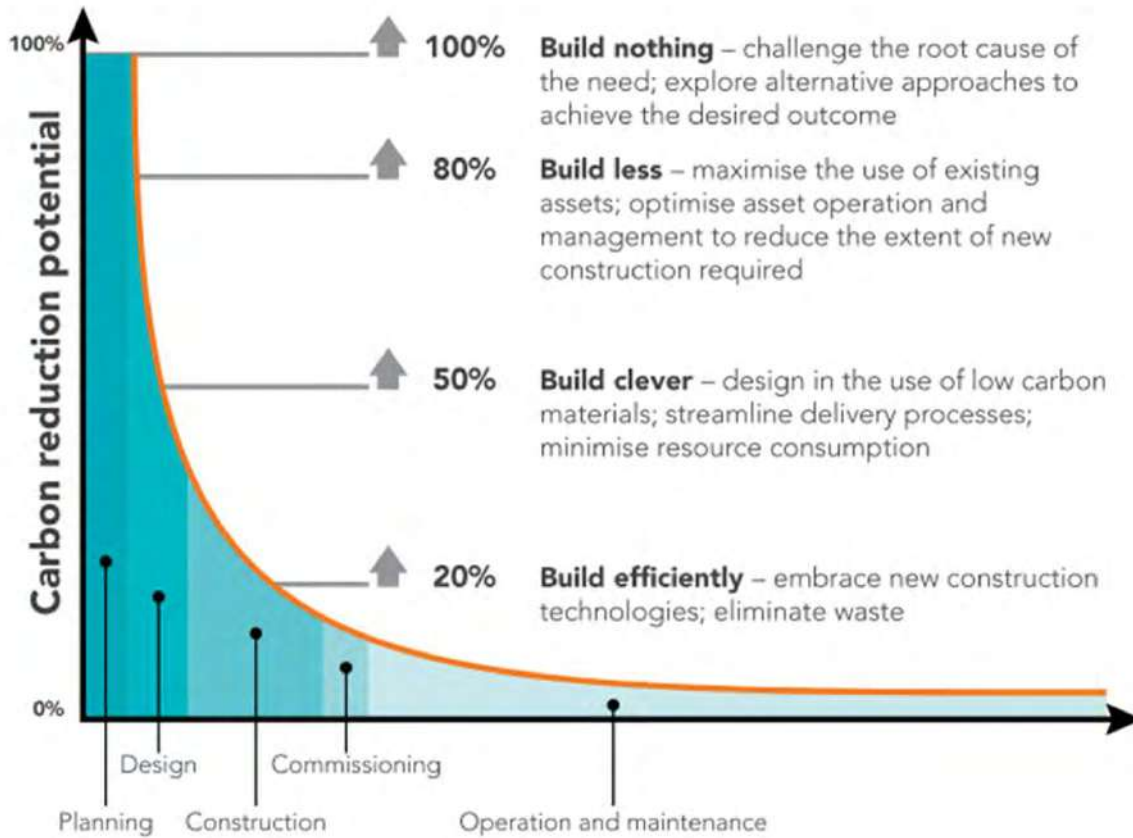 100%
Carbon reduction potential
0%
100%
Build nothing – challenge the root cause of
the need; explore alternative approaches to
achieve the desired outcome
80%
Build less – maximise the use of existing
assets; optimise asset operation and
management to reduce the extent of new
construction required
50%
Build clever – design in the use of low carbon
materials; streamline delivery processes;
minimise resource consumption
20%
Build efficiently – embrace new construction
technologies; eliminate waste
Design
Commissioning
Planning
Construction
Operation and maintenance